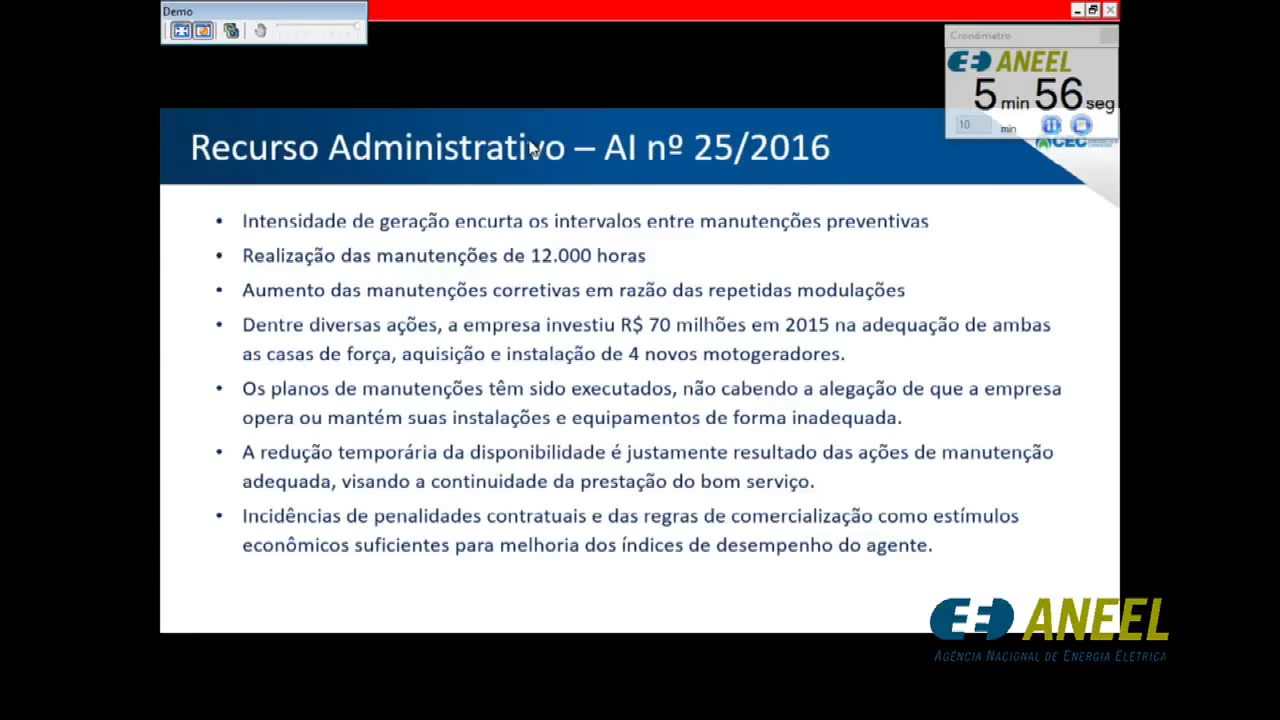 Demo
Cronômetro
ANEEL
5 min 56 seg
10 min
CEC
Recurso Administrativo – AI nº 25/2016
• Intensidade de geração encurta os intervalos entre manutenções preventivas
• Realização das manutenções de 12.000 horas
• Aumento das manutenções corretivas em razão das repetidas modulações
• Dentre diversas ações, a empresa investiu R$ 70 milhões em 2015 na adequação de ambas
as casas de força, aquisição e instalação de 4 novos motogeradores.
• Os planos de manutenções têm sido executados, não cabendo a alegação de que a empresa
opera ou mantém suas instalações e equipamentos de forma inadequada.
• A redução temporária da disponibilidade é justamente resultado das ações de manutenção
adequada, visando a continuidade da prestação do bom serviço.
• Incidências de penalidades contratuais e das regras de comercialização como estímulos
econômicos suficientes para melhoria dos índices de desempenho do agente.
ANEEL
AGÊNCIA NACIONAL DE ENERGIA ELÉTRICA